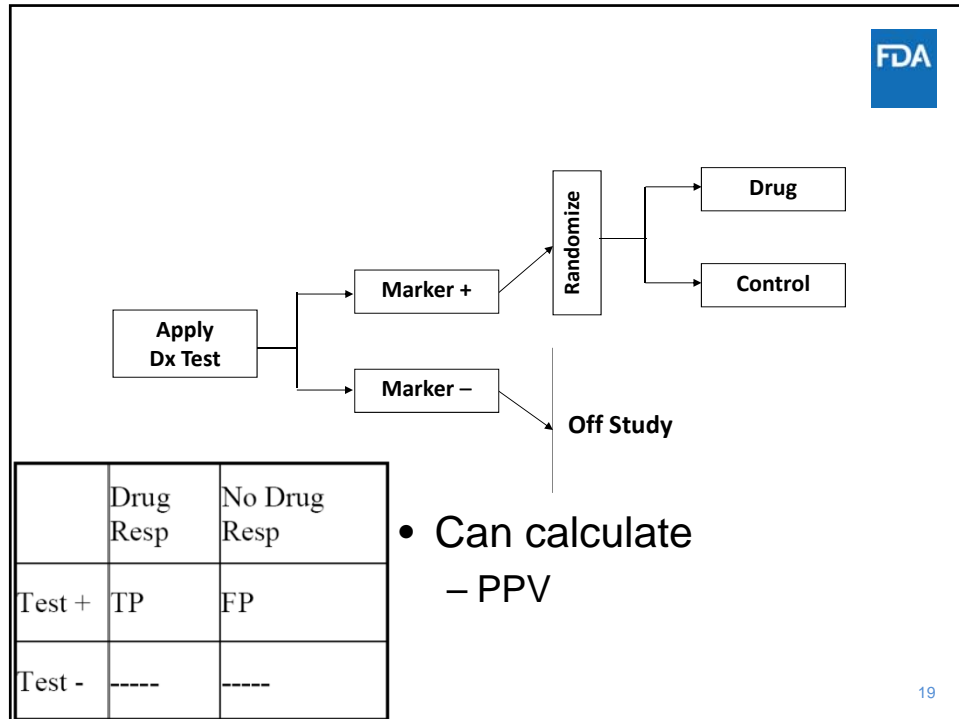 FDA
Drug
Randomize
Marker +
Control
Apply
Dx Test
Marker –
Off Study
Drug Resp No Drug Resp
Test + TP FP
Test - ----- -----
• Can calculate
– PPV
19